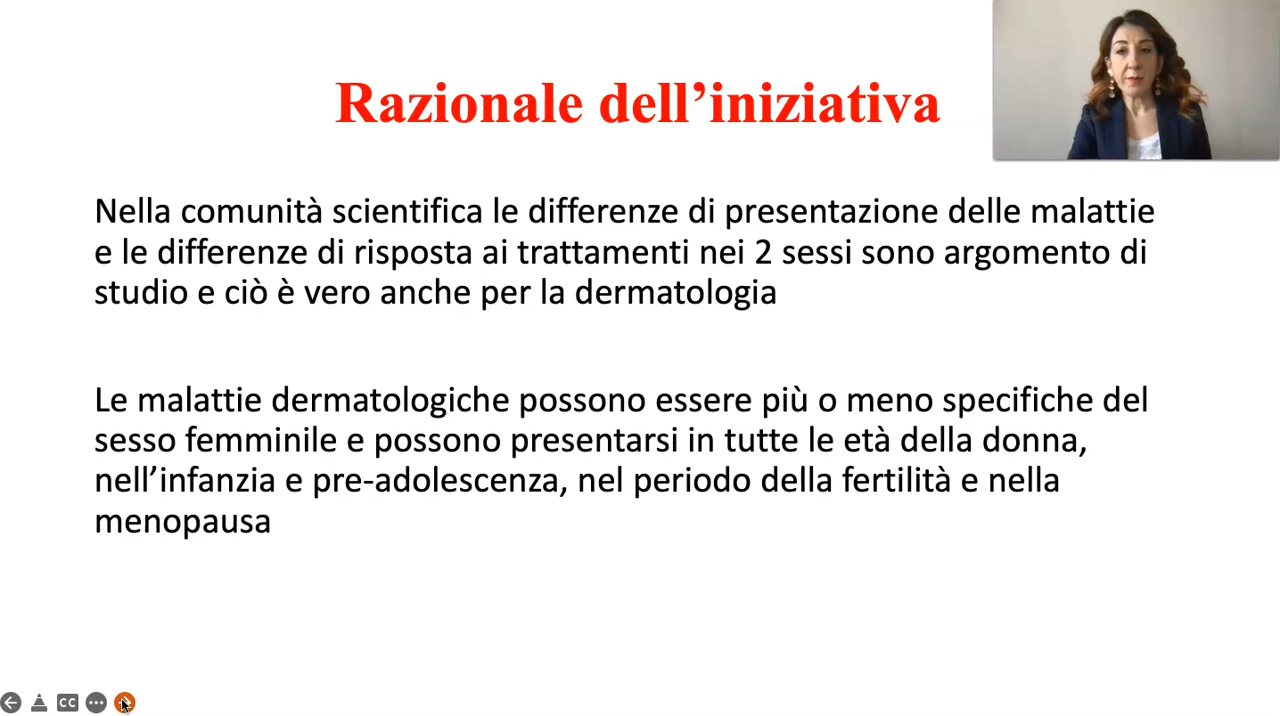 Razionale dell’iniziativa
Nella comunità scientifica le differenze di presentazione delle malattie
e le differenze di risposta ai trattamenti nei 2 sessi sono argomento di
studio e ciò è vero anche per la dermatologia
Le malattie dermatologiche possono essere più o meno specifiche del
sesso femminile e possono presentarsi in tutte le età della donna,
nell’infanzia e pre-adolescenza, nel periodo della fertilità e nella
menopausa
CC